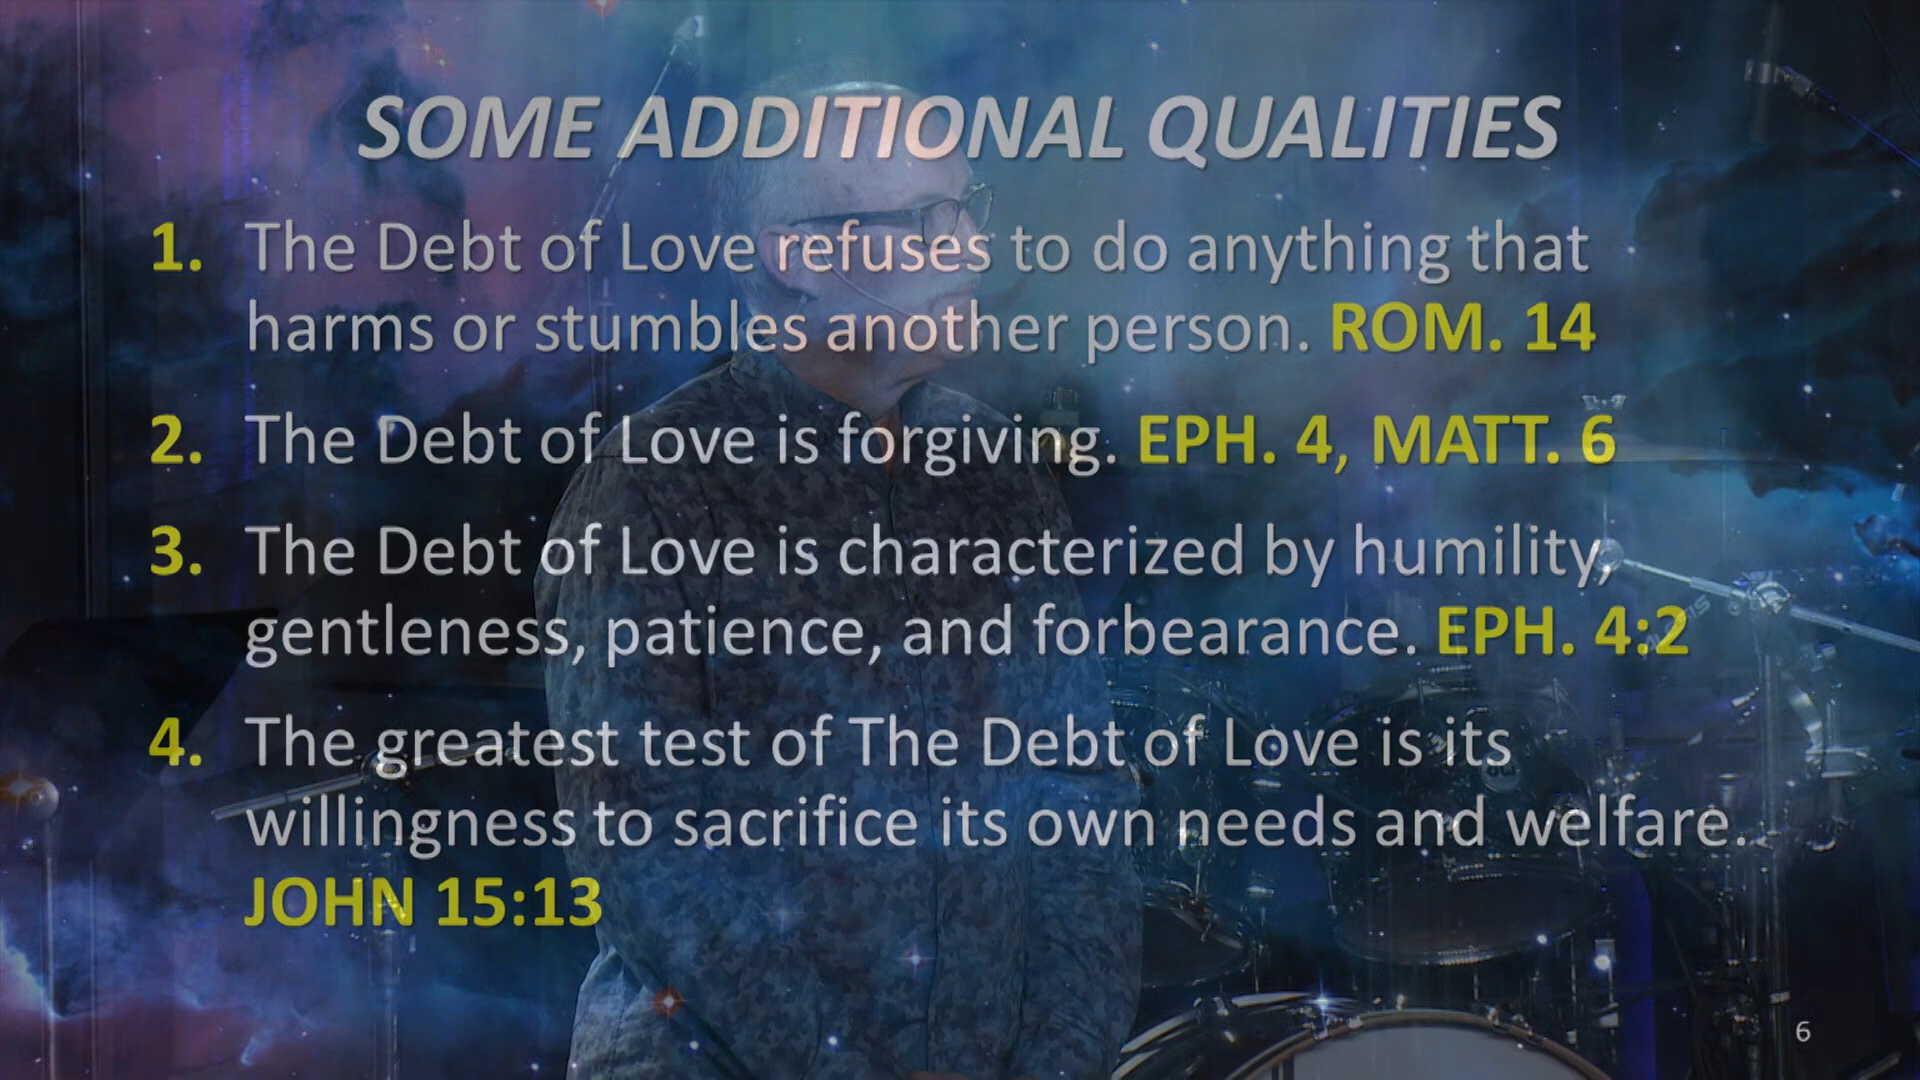 SOME ADDITIONAL QUALITIES
1. The Debt of Love refuses to do anything that
harms or stumbles another person. ROM. 14
2. The Debt of Love is forgiving. EPH. 4, MATT. 6
3. The Debt of Love is characterized by humility,
gentleness, patience, and forbearance. EPH. 4:2
4. The greatest test of The Debt of Love is its
willingness to sacrifice its own needs and welfare.
JOHN 15:13
6